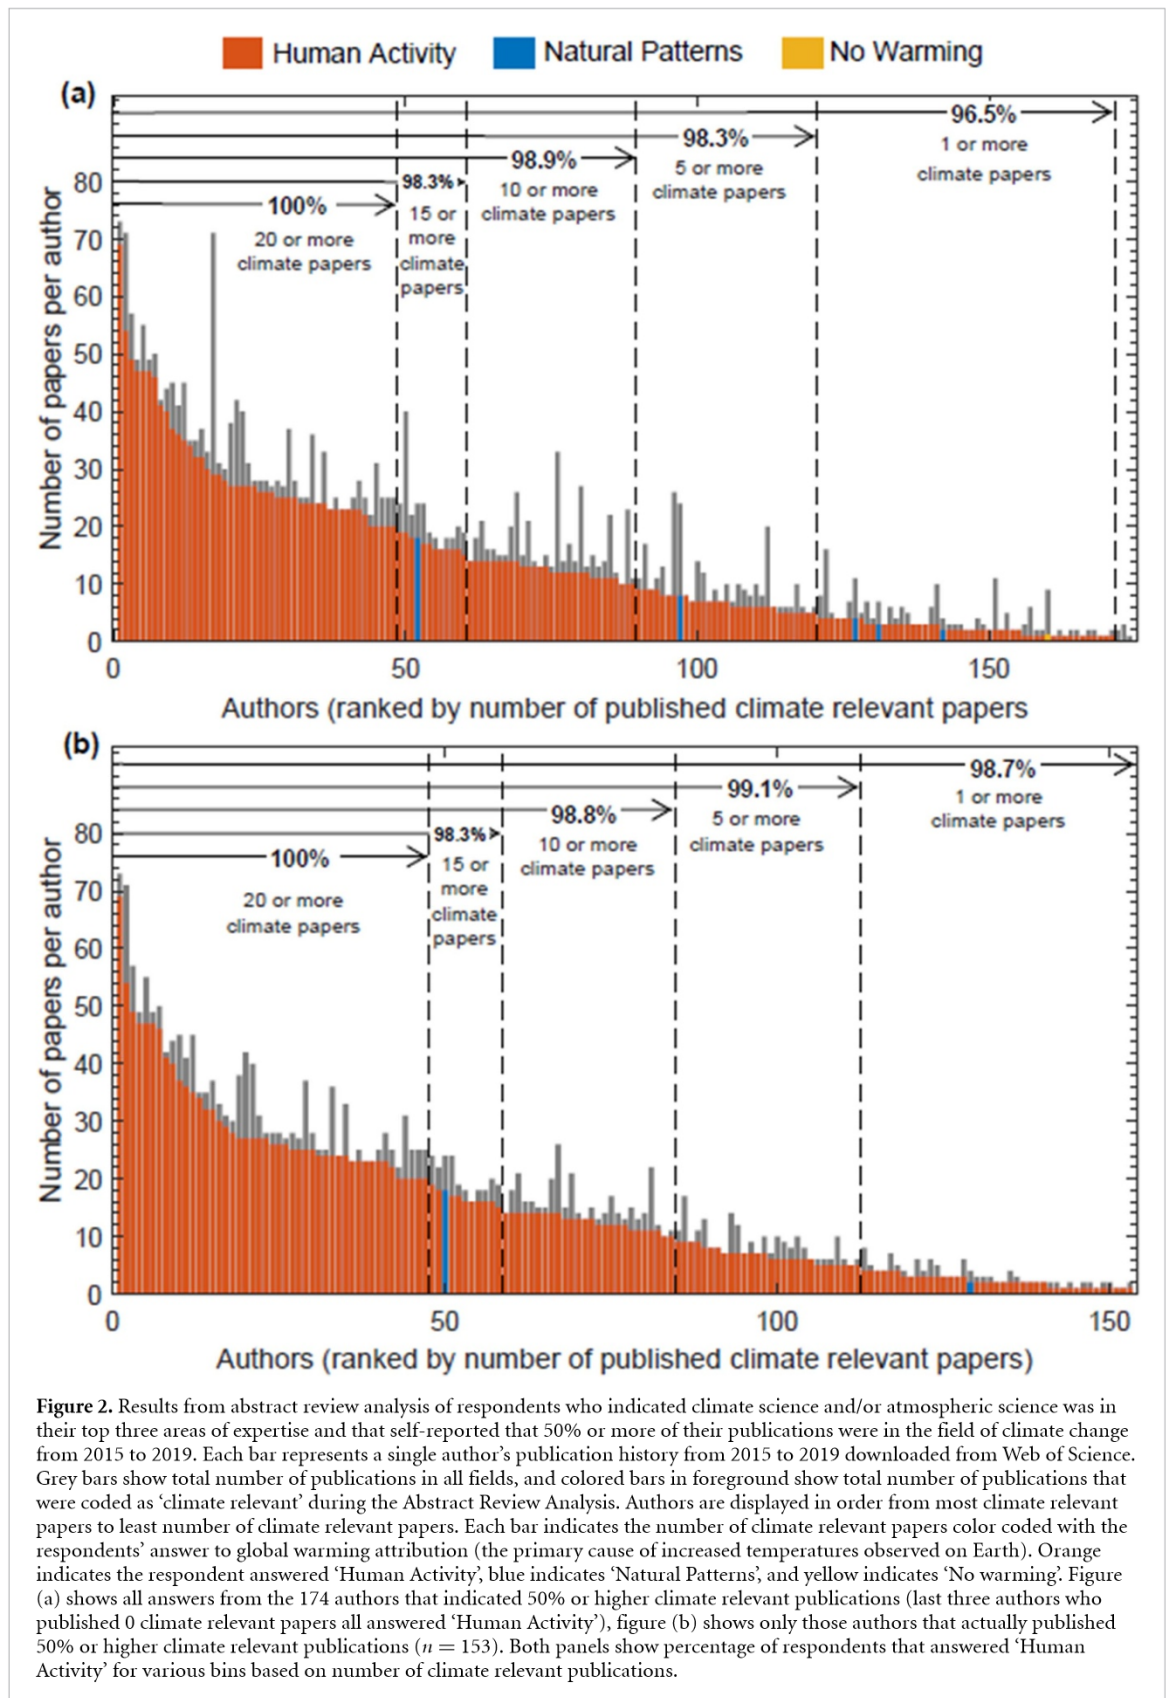 Human Activity Natural Patterns No Warming
(a)
96.5%
1 or more
climate papers
98.3%
5 or more
climate papers
98.9%
10 or more
climate papers
98.3%
15 or
more
climate
papers
100%
20 or more
climate papers
Number of papers per author
80
70
60
50
40
30
20
10
0
0 50 100 150
Authors (ranked by number of published climate relevant papers
(b)
98.7%
1 or more
climate papers
99.1%
5 or more
climate papers
98.8%
10 or more
climate papers
98.3%
15 or
more
climate
papers
100%
20 or more
climate papers
Number of papers per author
80
70
60
50
40
30
20
10
0
0 50 100 150
Authors (ranked by number of published climate relevant papers)
Figure 2. Results from abstract review analysis of respondents who indicated climate science and/or atmospheric science was in
their top three areas of expertise and that self-reported that 50% or more of their publications were in the field of climate change
from 2015 to 2019. Each bar represents a single author's publication history from 2015 to 2019 downloaded from Web of Science.
Grey bars show total number of publications in all fields, and colored bars in foreground show total number of publications that
were coded as 'climate relevant' during the Abstract Review Analysis. Authors are displayed in order from most climate relevant
papers to least number of climate relevant papers. Each bar indicates the number of climate relevant papers color coded with the
respondents' answer to global warming attribution (the primary cause of increased temperatures observed on Earth). Orange
indicates the respondent answered 'Human Activity', blue indicates 'Natural Patterns', and yellow indicates 'No warming'. Figure
(a) shows all answers from the 174 authors that indicated 50% or higher climate relevant publications (last three authors who
published 0 climate relevant papers all answered 'Human Activity'), figure (b) shows only those authors that actually published
50% or higher climate relevant publications (n = 153). Both panels show percentage of respondents that answered 'Human
Activity' for various bins based on number of climate relevant publications.